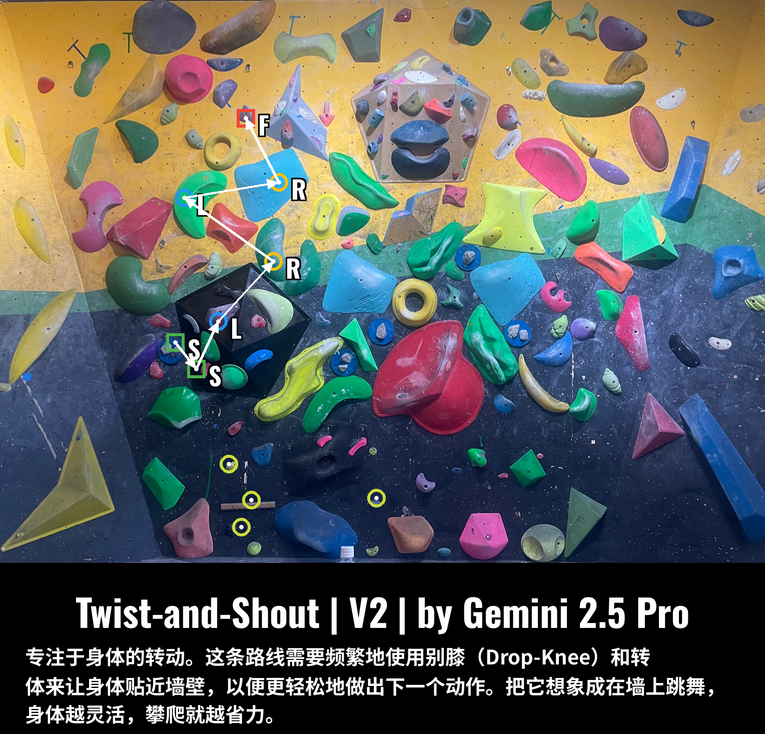 F
R
L
R
L
S
S
Twist-and-Shout | V2 | by Gemini 2.5 Pro
专注于身体的转动。这条路线需要频繁地使用别膝（Drop-Knee）和转
体来让身体贴近墙壁，以便更轻松地做出下一个动作。把它想象成在墙上跳舞，
身体越灵活，攀爬就越省力。